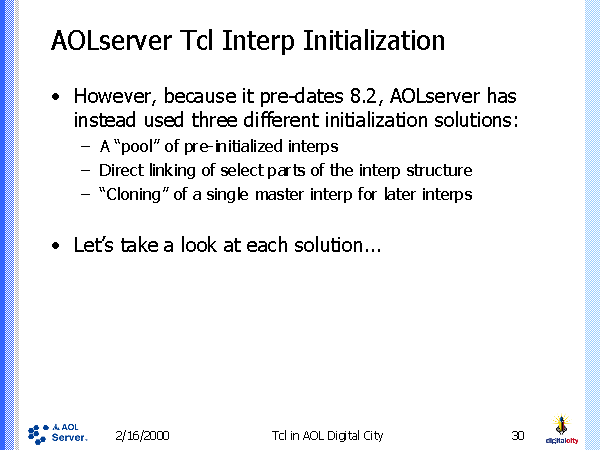 AOLserver Tcl Interp Initialization
• However, because it pre-dates 8.2, AOLserver has
instead used three different initialization solutions:
– A “pool” of pre-initialized interps
– Direct linking of select parts of the interp structure
– “Cloning” of a single master interp for later interps
• Let’s take a look at each solution…
AOL
Server.
2/16/2000
Tcl in AOL Digital City
30
digitalcity